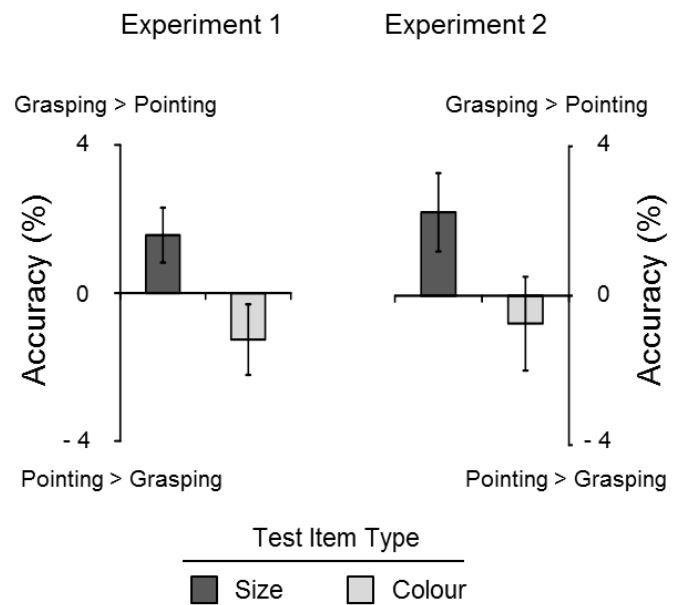 Experiment 1
Experiment 2
Grasping > Pointing
Grasping > Pointing
4
4
Accuracy (%)
0
0
Accuracy (%)
- 4
- 4
Pointing > Grasping
Pointing > Grasping
Test Item Type
Size
Colour